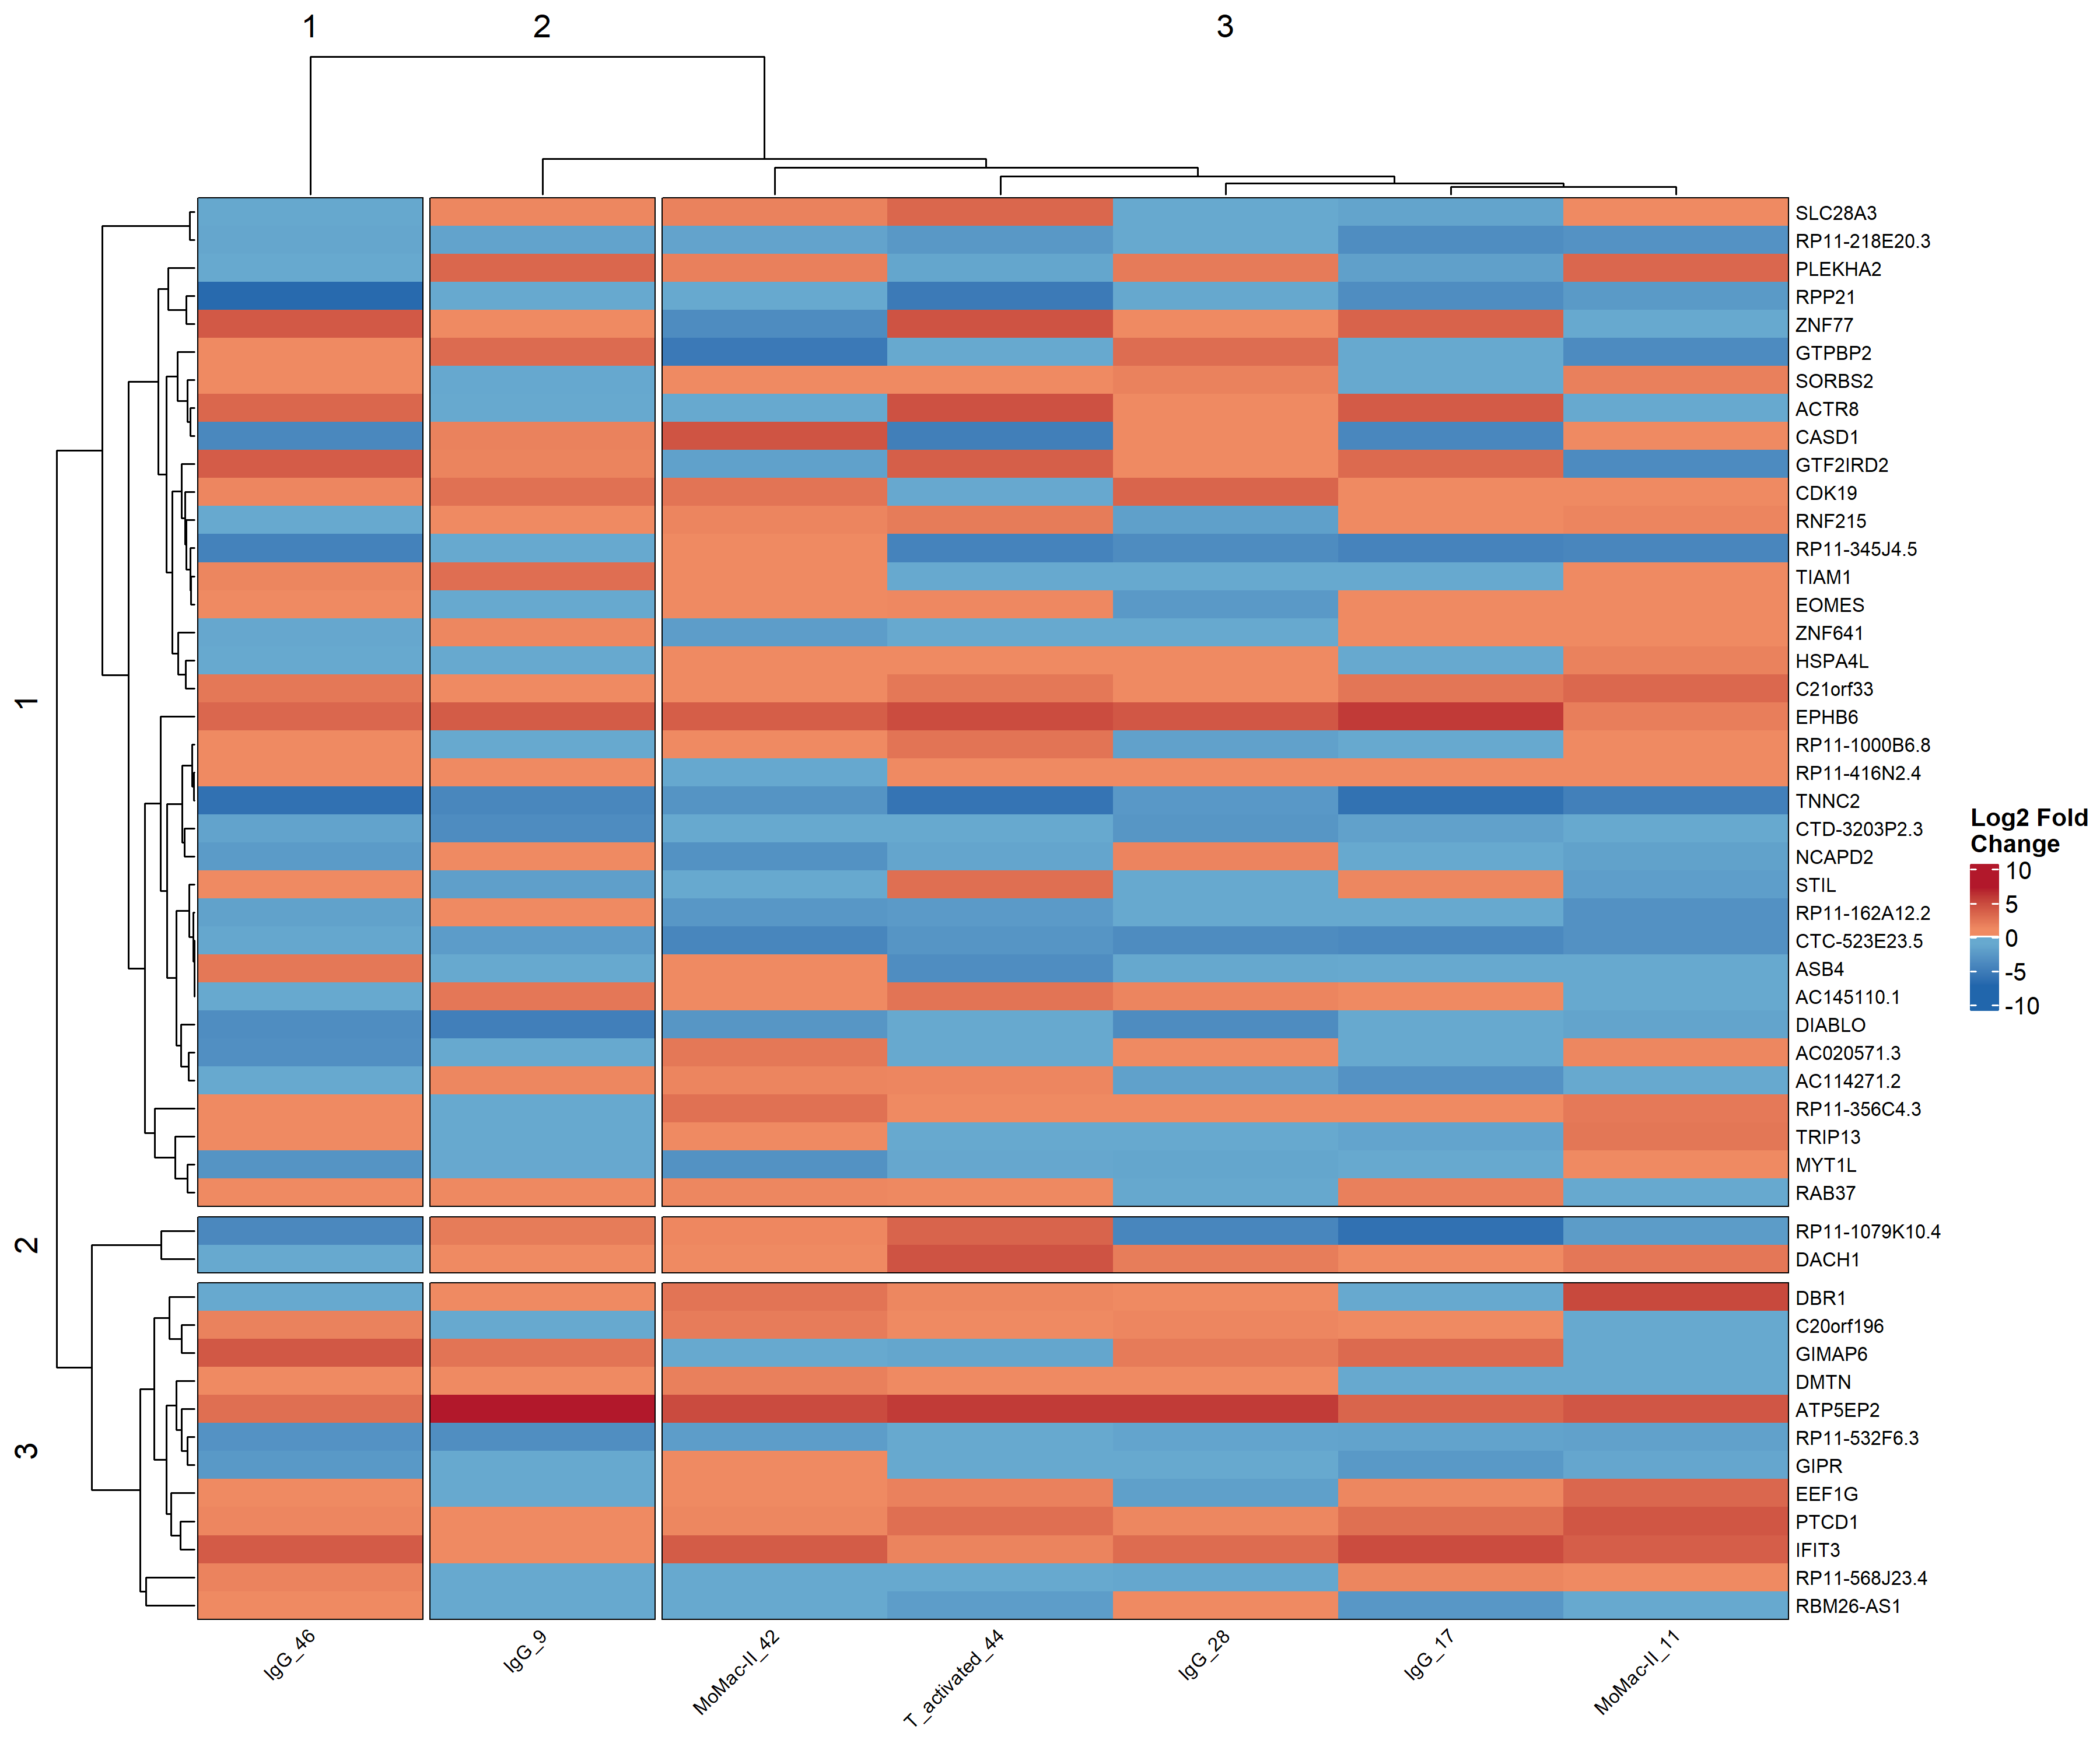 1
2
3
SLC28A3
RP11-218E20.3
PLEKHA2
RPP21
ZNF77
GTPBP2
SORBS2
ACTR8
CASD1
GTF2IRD2
CDK19
RNF215
RP11-345J4.5
TIAM1
EOMES
ZNF641
HSPA4L
C21orf33
EPHB6
RP11-1000B6.8
RP11-416N2.4
TNNC2
CTD-3203P2.3
NCAPD2
STIL
RP11-162A12.2
CTC-523E23.5
ASB4
AC145110.1
DIABLO
AC020571.3
AC114271.2
RP11-356C4.3
TRIP13
MYT1L
RAB37
RP11-1079K10.4
DACH1
DBR1
C20orf196
GIMAP6
DMTN
ATP5EP2
RP11-532F6.3
GIPR
EEF1G
PTCD1
IFIT3
RP11-568J23.4
RBM26-AS1
1
2
3
IgG_46
IgG_9
MoMac-II_42
T_activated_44
IgG_28
IgG_17
MoMac-II_11
Log2 Fold
Change
10
5
0
-5
-10